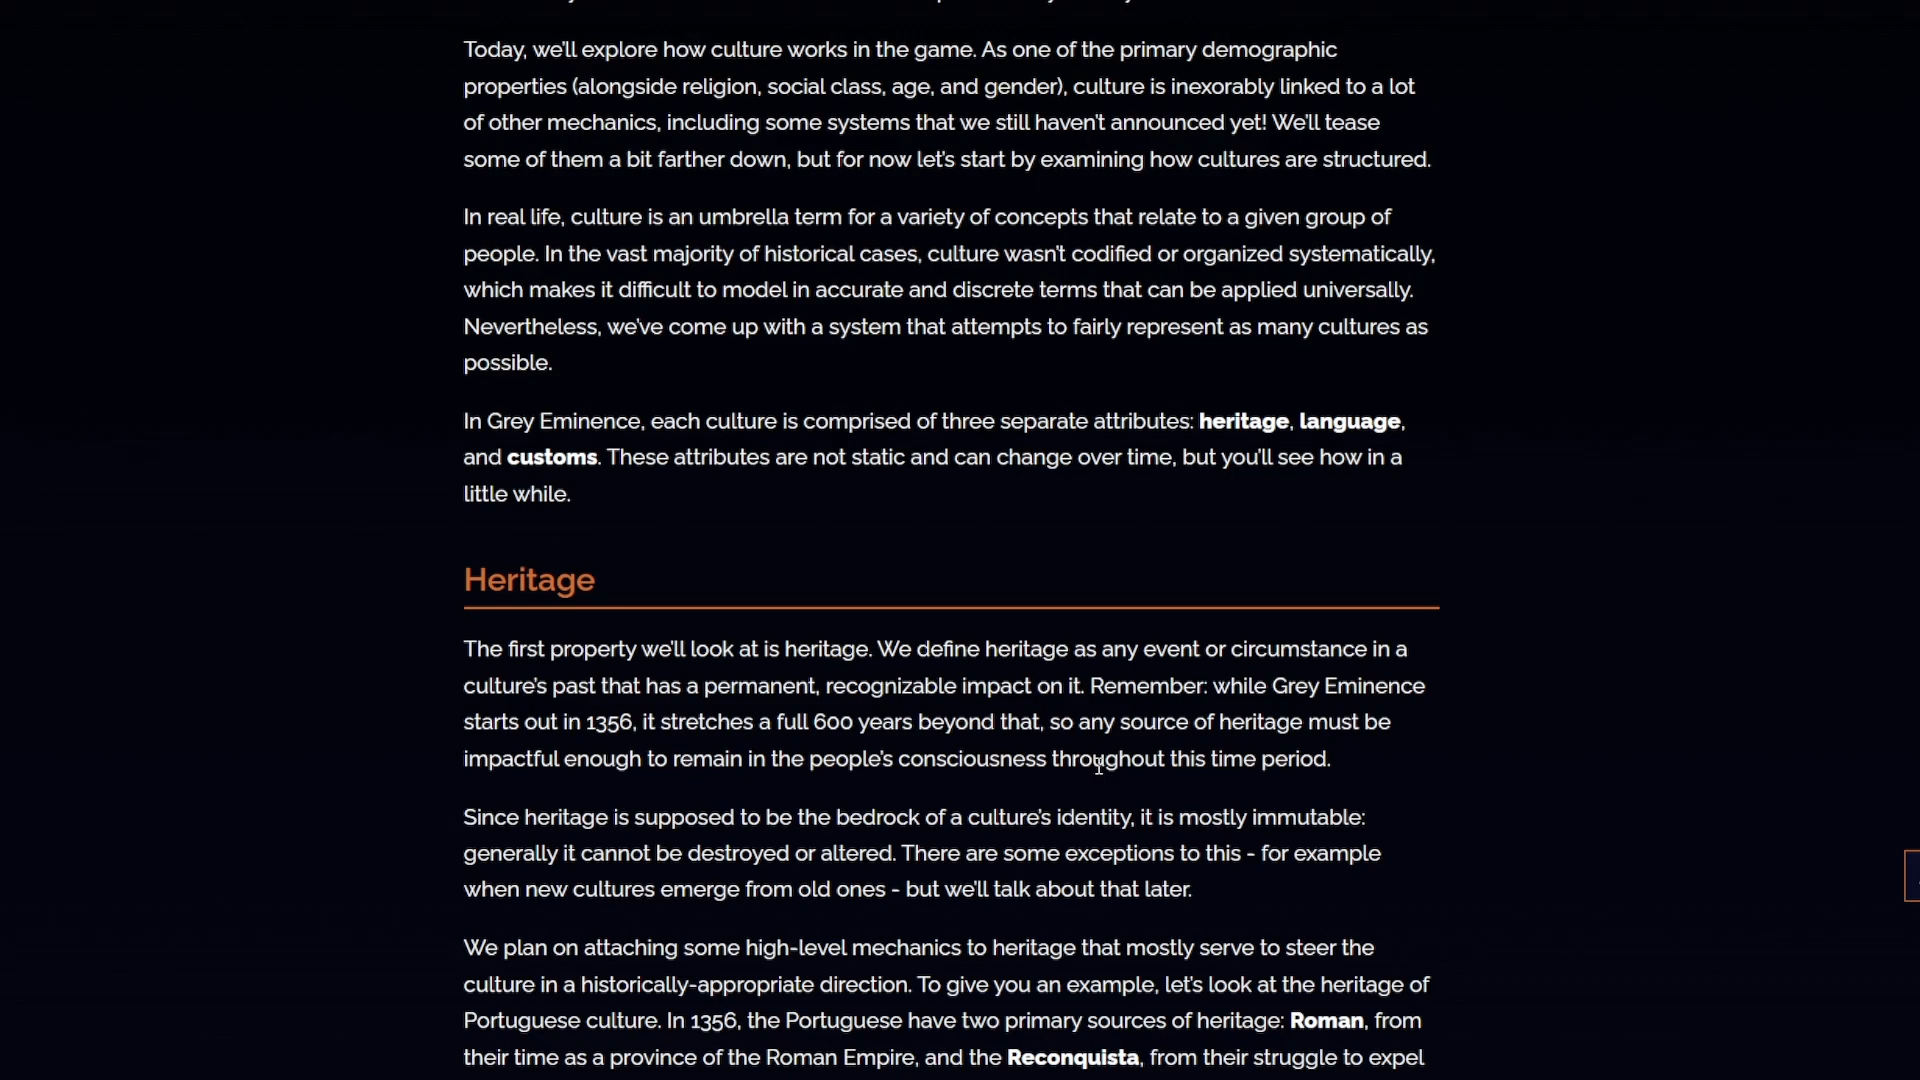 Today, we'll explore how culture works in the game. As one of the primary demographic
properties (alongside religion, social class, age, and gender), culture is inexorably linked to a lot
of other mechanics, including some systems that we still haven't announced yet! We'll tease
some of them a bit farther down, but for now let's start by examining how cultures are structured.
In real life, culture is an umbrella term for a variety of concepts that relate to a given group of
people. In the vast majority of historical cases, culture wasn't codified or organized systematically,
which makes it difficult to model in accurate and discrete terms that can be applied universally.
Nevertheless, we've come up with a system that attempts to fairly represent as many cultures as
possible.
In Grey Eminence, each culture is comprised of three separate attributes: heritage, language,
and customs. These attributes are not static and can change over time, but you'll see how in a
little while.
Heritage
The first property we'll look at is heritage. We define heritage as any event or circumstance in a
culture's past that has a permanent, recognizable impact on it. Remember: while Grey Eminence
starts out in 1356, it stretches a full 600 years beyond that, so any source of heritage must be
impactful enough to remain in the people's consciousness throughout this time period.
Since heritage is supposed to be the bedrock of a culture's identity, it is mostly immutable:
generally it cannot be destroyed or altered. There are some exceptions to this - for example
when new cultures emerge from old ones - but we'll talk about that later.
We plan on attaching some high-level mechanics to heritage that mostly serve to steer the
culture in a historically-appropriate direction. To give you an example, let's look at the heritage of
Portuguese culture. In 1356, the Portuguese have two primary sources of heritage: Roman, from
their time as a province of the Roman Empire, and the Reconquista, from their struggle to expel